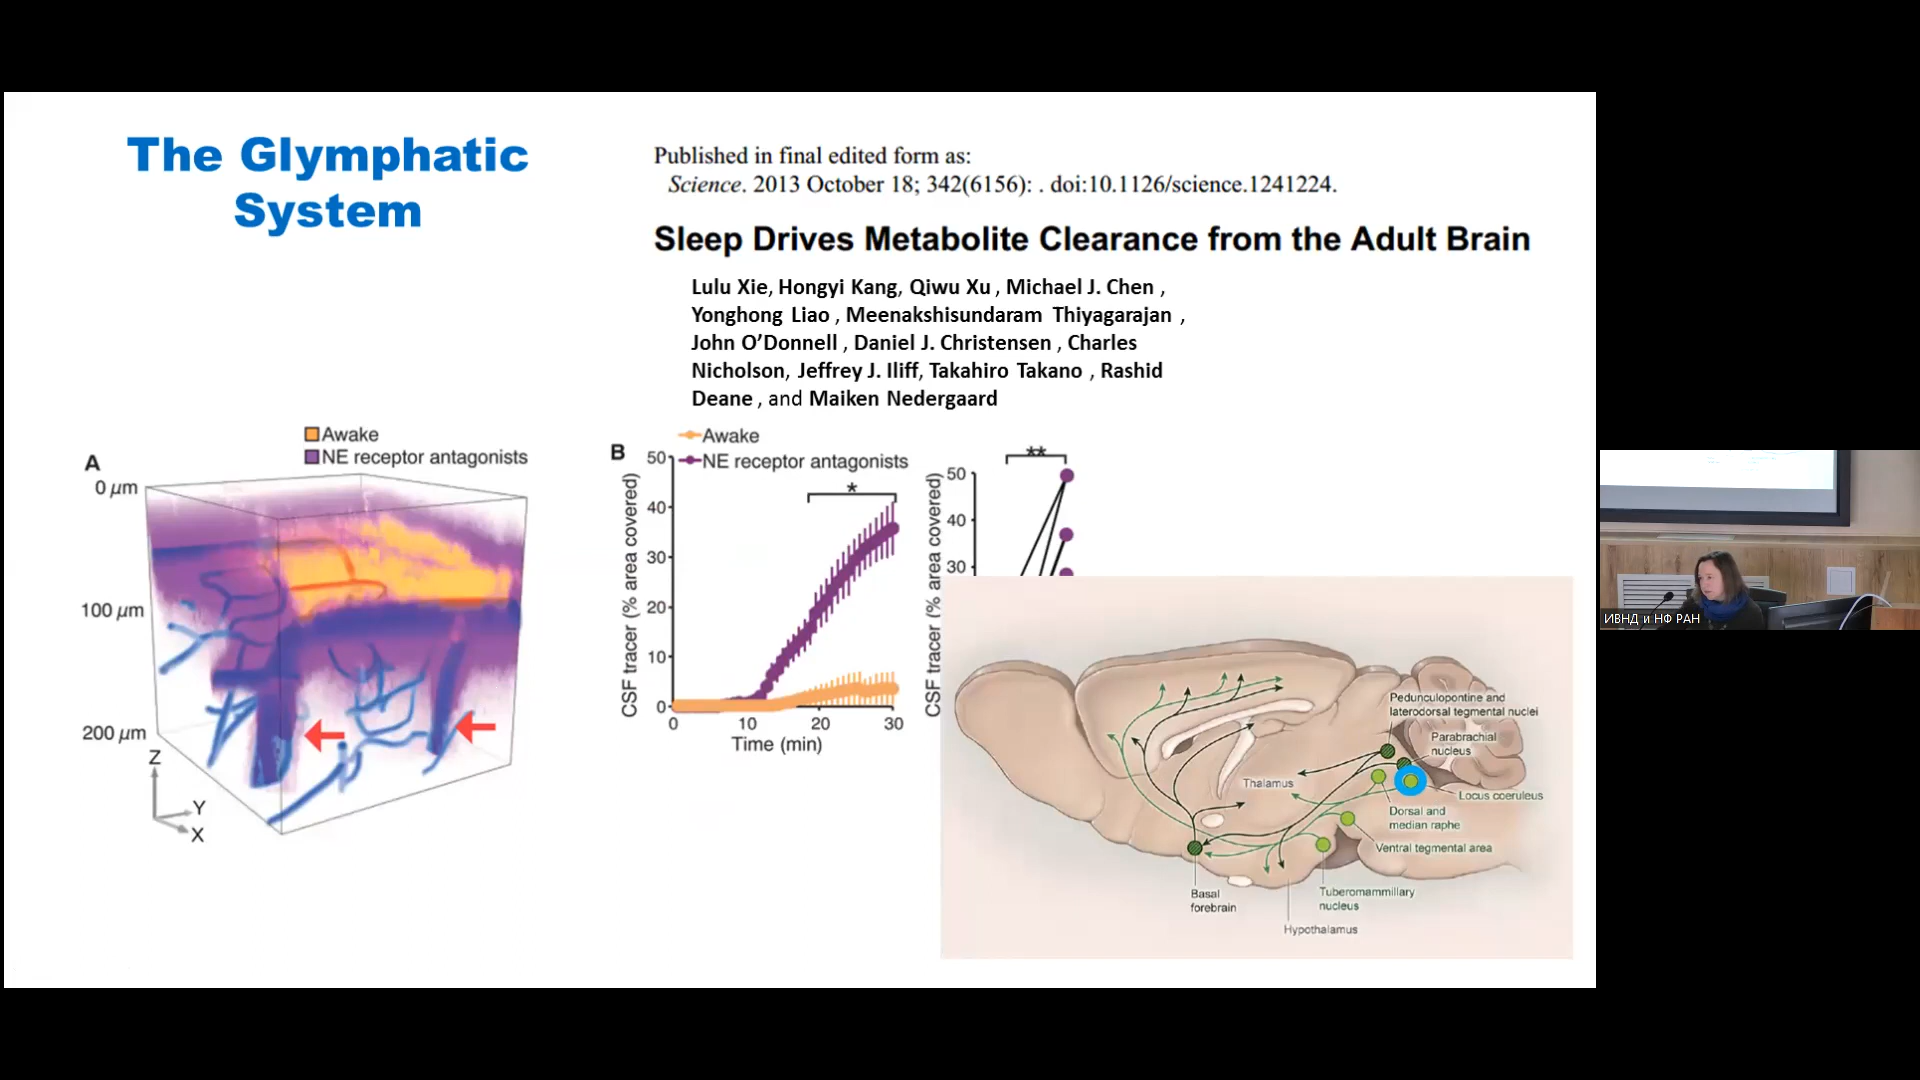 The Glymphatic
System
Published in final edited form as:
Science. 2013 October 18; 342(6156): . doi:10.1126/science.1241224.
Sleep Drives Metabolite Clearance from the Adult Brain
Lulu Xie, Hongyi Kang, Qiwu Xu , Michael J. Chen ,
Yonghong Liao , Meenakshisundaram Thiyagarajan ,
John O’Donnell , Daniel J. Christensen , Charles
Nicholson, Jeffrey J. Iliff, Takahiro Takano , Rashid
Deane , and Maiken Nedergaard
A
Awake
NE receptor antagonists
0 µm
100 µm
200 µm
Z
Y
X
B
Awake
NE receptor antagonists
*
CSF tracer (% area covered)
50
40
30
20
10
0
0 10 20 30
Time (min)
**
CSF tracer (% area covered)
50
40
30
Pedunculopontine and
laterodorsal tegmental nuclei
Parabrachial
nucleus
Thalamus
Locus coeruleus
Dorsal and
median raphe
Ventral tegmental area
Basal
forebrain
Tuberomammillary
nucleus
Hypothalamus
ИВНД и НФ РАН